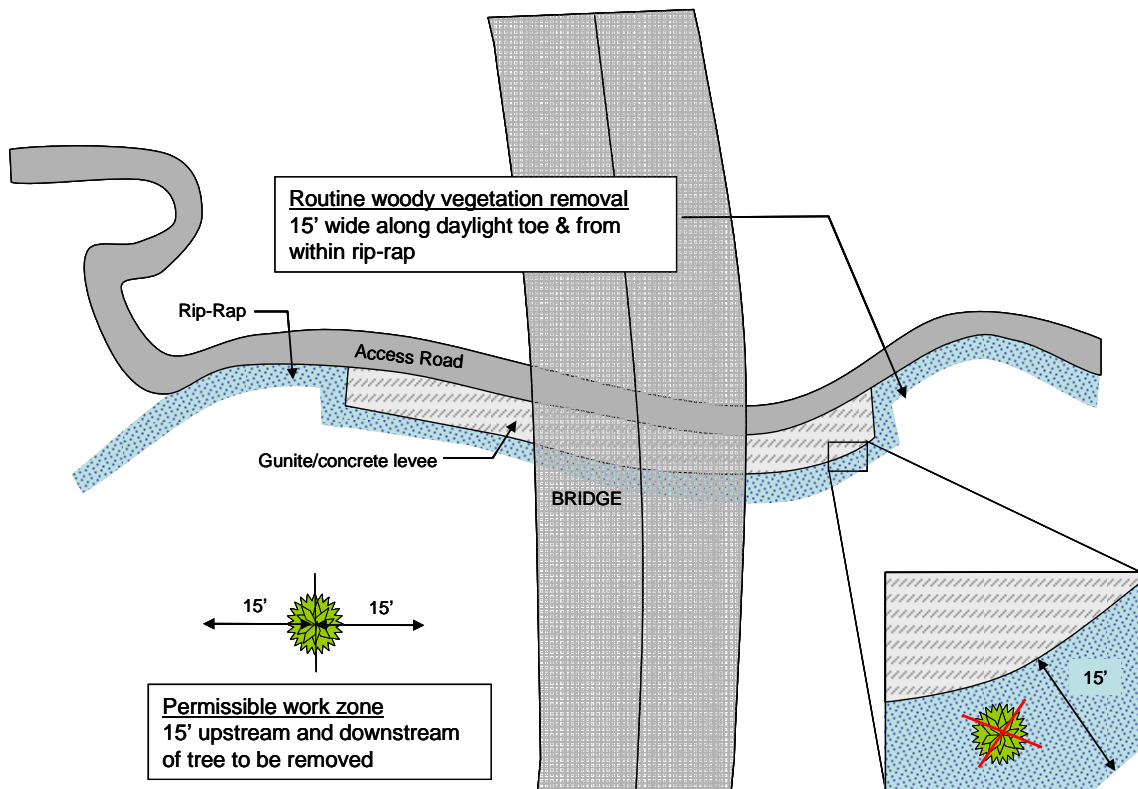 Routine woody vegetation removal
15' wide along daylight toe & from
within rip-rap
Rip-Rap
Access Road
Gunite/concrete levee
BRIDGE
15' 15'
Permissible work zone
15' upstream and downstream
of tree to be removed
15'